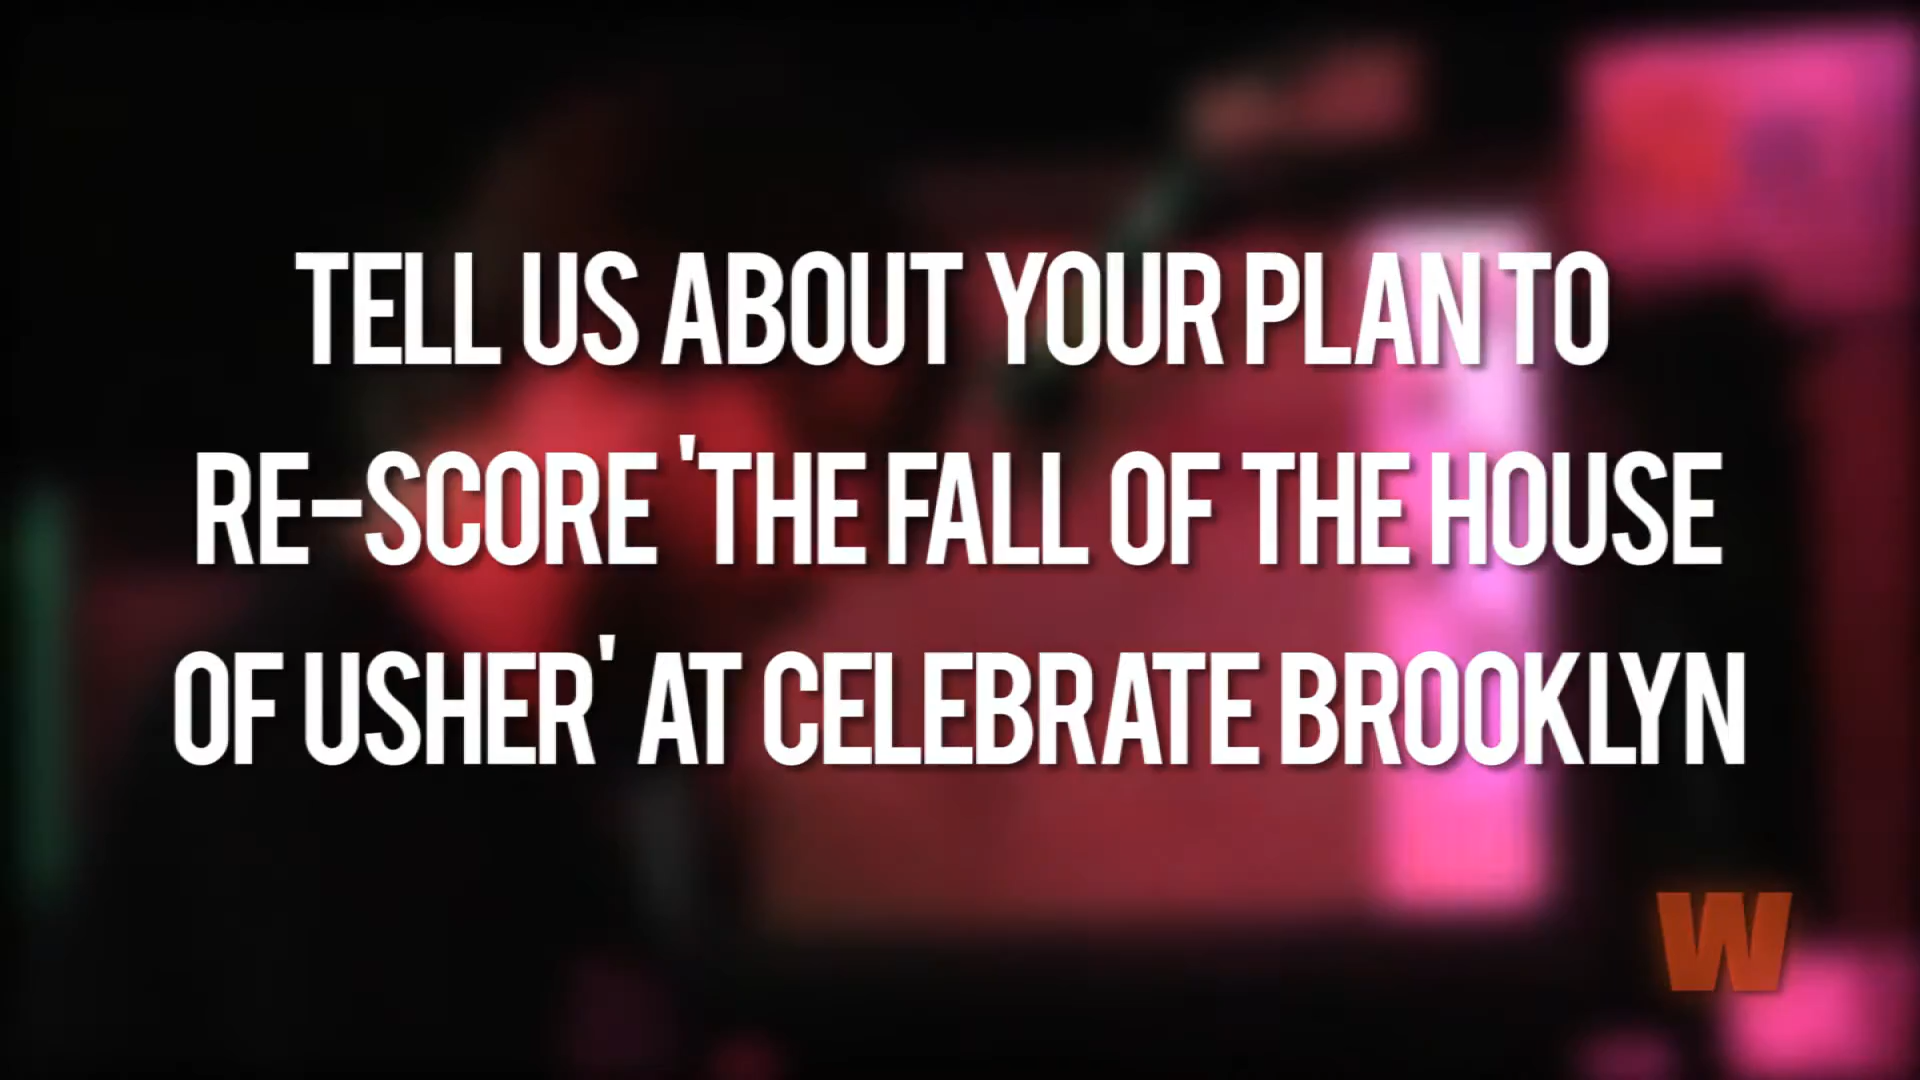 TELL US ABOUT YOUR PLAN TO
RE-SCORE 'THE FALL OF THE HOUSE
OF USHER' AT CELEBRATE BROOKLYN
W